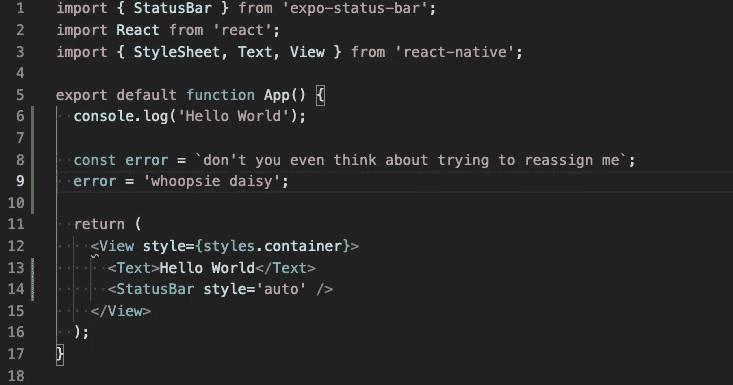 1 import { StatusBar } from 'expo-status-bar';
2 import React from 'react';
3 import { StyleSheet, Text, View } from 'react-native';
4
5 export default function App() {
6   console.log('Hello World');
7
8   const error = `don't you even think about trying to reassign me`;
9   error = 'whoopsie daisy';
10
11   return (
12     <View style={styles.container}>
13       <Text>Hello World</Text>
14       <StatusBar style='auto' />
15     </View>
16   );
17 }
18